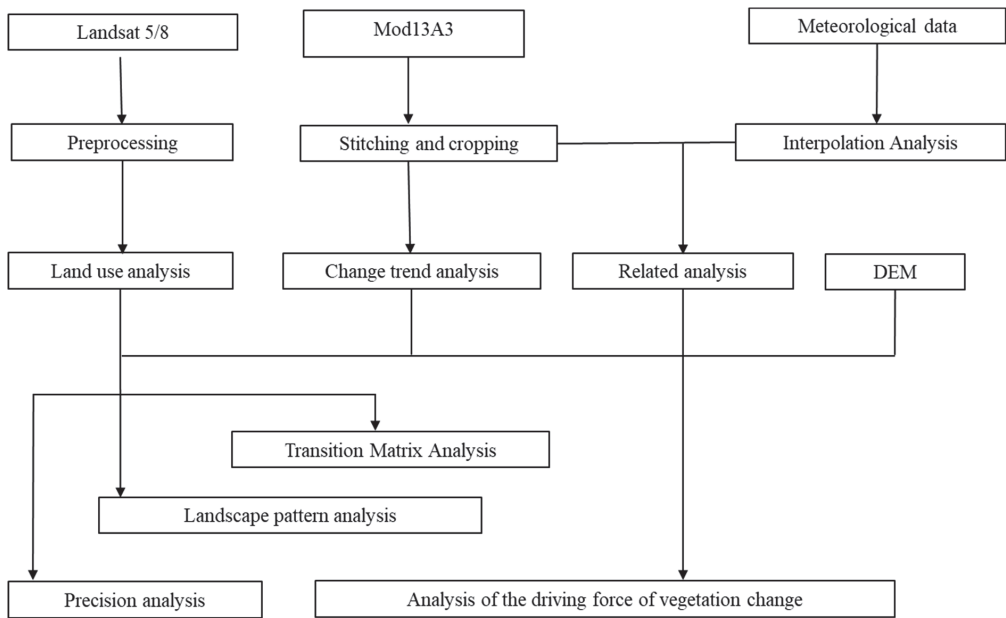 Landsat 5/8
Mod13A3
Meteorological data
Preprocessing
Stitching and cropping
Interpolation Analysis
Land use analysis
Change trend analysis
Related analysis
DEM
Transition Matrix Analysis
Landscape pattern analysis
Precision analysis
Analysis of the driving force of vegetation change